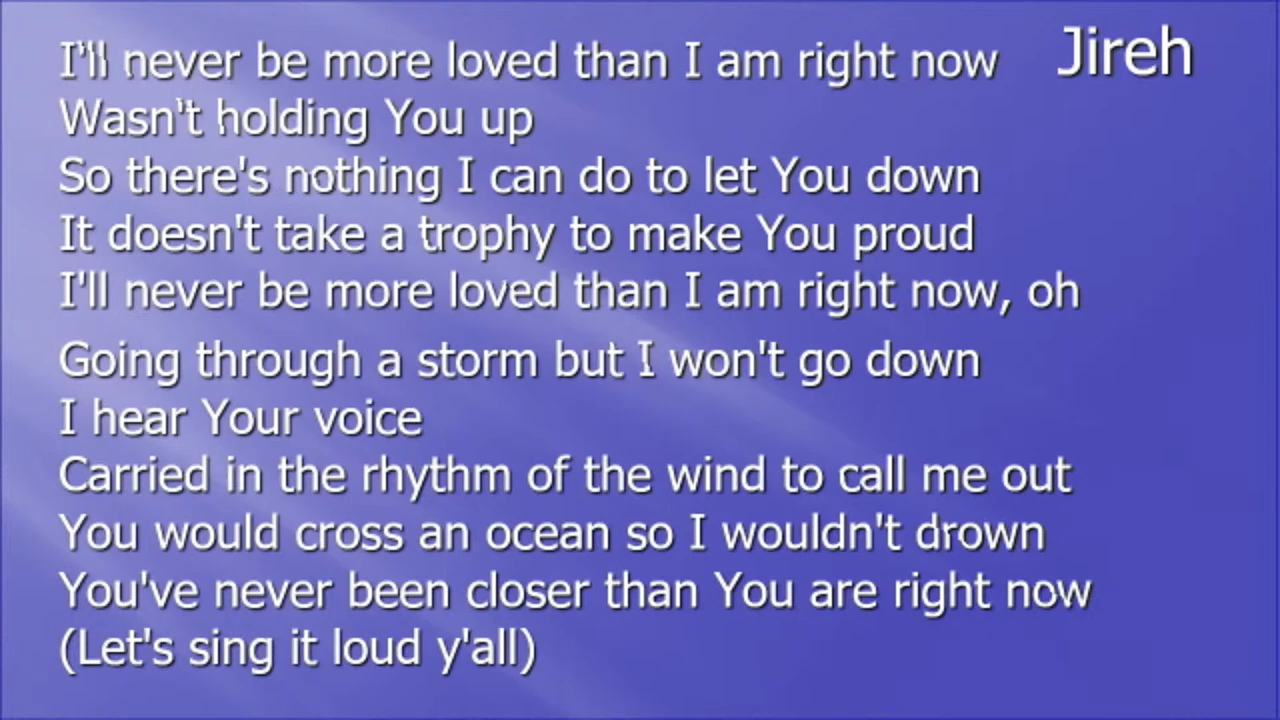 Jireh
I'll never be more loved than I am right now
Wasn't holding You up
So there's nothing I can do to let You down
It doesn't take a trophy to make You proud
I'll never be more loved than I am right now, oh
Going through a storm but I won't go down
I hear Your voice
Carried in the rhythm of the wind to call me out
You would cross an ocean so I wouldn't drown
You've never been closer than You are right now
(Let's sing it loud y'all)